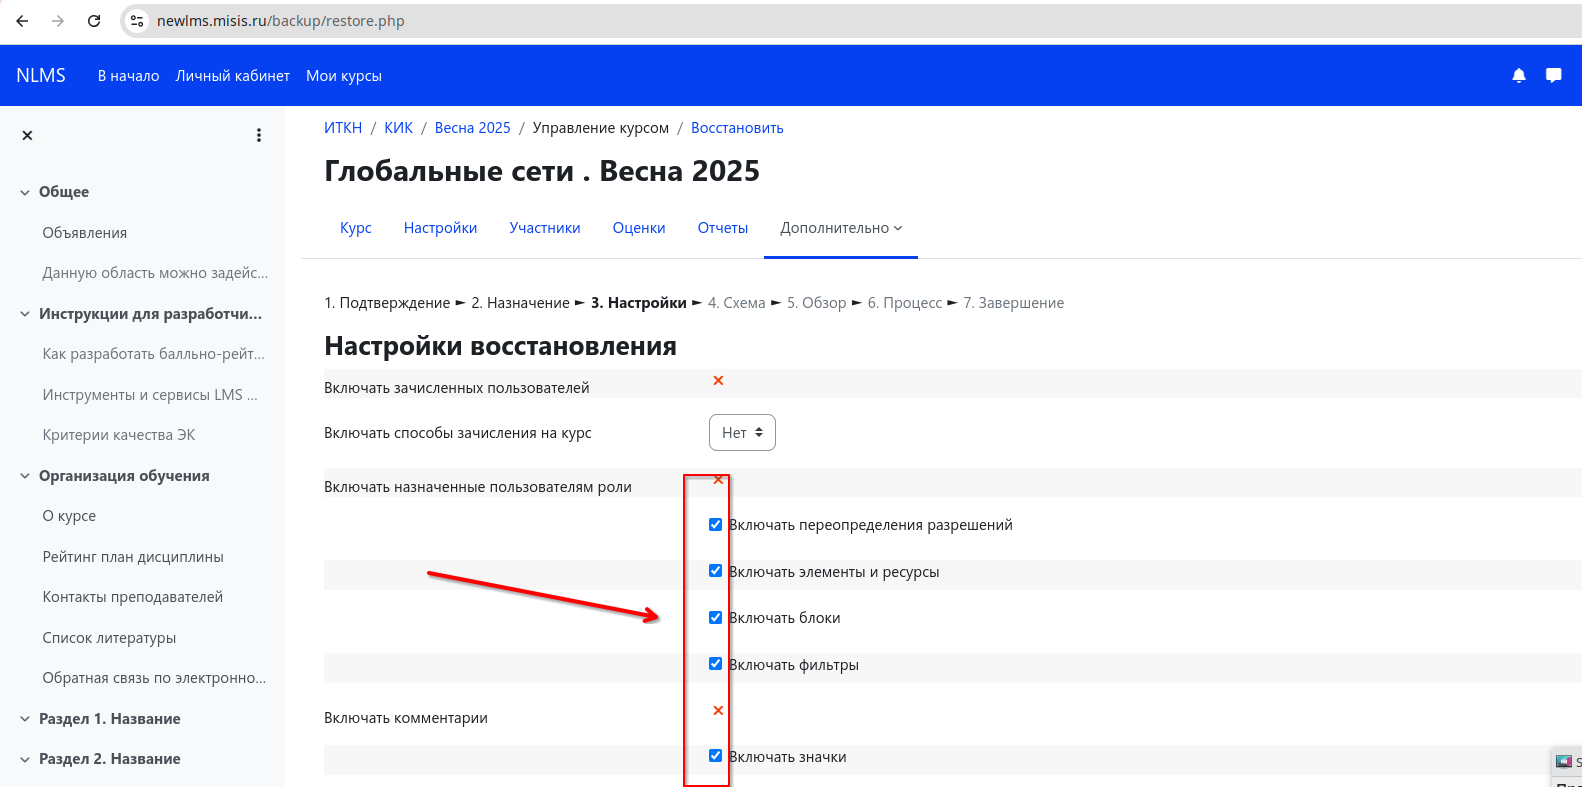 newlms.misis.ru/backup/restore.php
NLMS В начало Личный кабинет Мои курсы
ИТКН / КИК / Весна 2025 / Управление курсом / Восстановить
Глобальные сети . Весна 2025
Курс Настройки Участники Оценки Отчеты Дополнительно
Общее
Объявления
Данную область можно задейс...
Инструкции для разработчи...
Как разработать балльно-рейт...
Инструменты и сервисы LMS ...
Критерии качества ЭК
Организация обучения
О курсе
Рейтинг план дисциплины
Контакты преподавателей
Список литературы
Обратная связь по электронно...
Раздел 1. Название
Раздел 2. Название
1. Подтверждение ► 2. Назначение ► 3. Настройки ► 4. Схема ► 5. Обзор ► 6. Процесс ► 7. Завершение
Настройки восстановления
Включать зачисленных пользователей
Включать способы зачисления на курс Нет
Включать назначенные пользователям роли
Включать переопределения разрешений
Включать элементы и ресурсы
Включать блоки
Включать фильтры
Включать комментарии
Включать значки